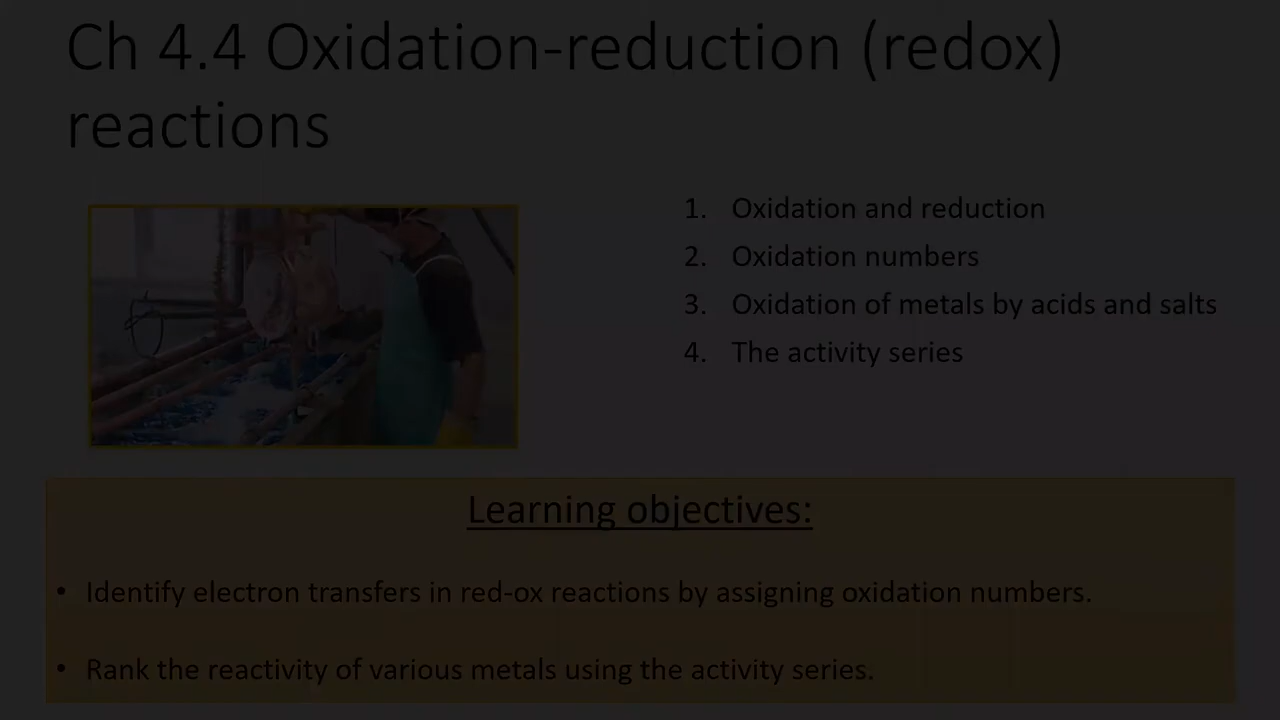 Ch 4.4 Oxidation-reduction (redox)
reactions
1. Oxidation and reduction
2. Oxidation numbers
3. Oxidation of metals by acids and salts
4. The activity series
Learning objectives:
• Identify electron transfers in red-ox reactions by assigning oxidation numbers.
• Rank the reactivity of various metals using the activity series.